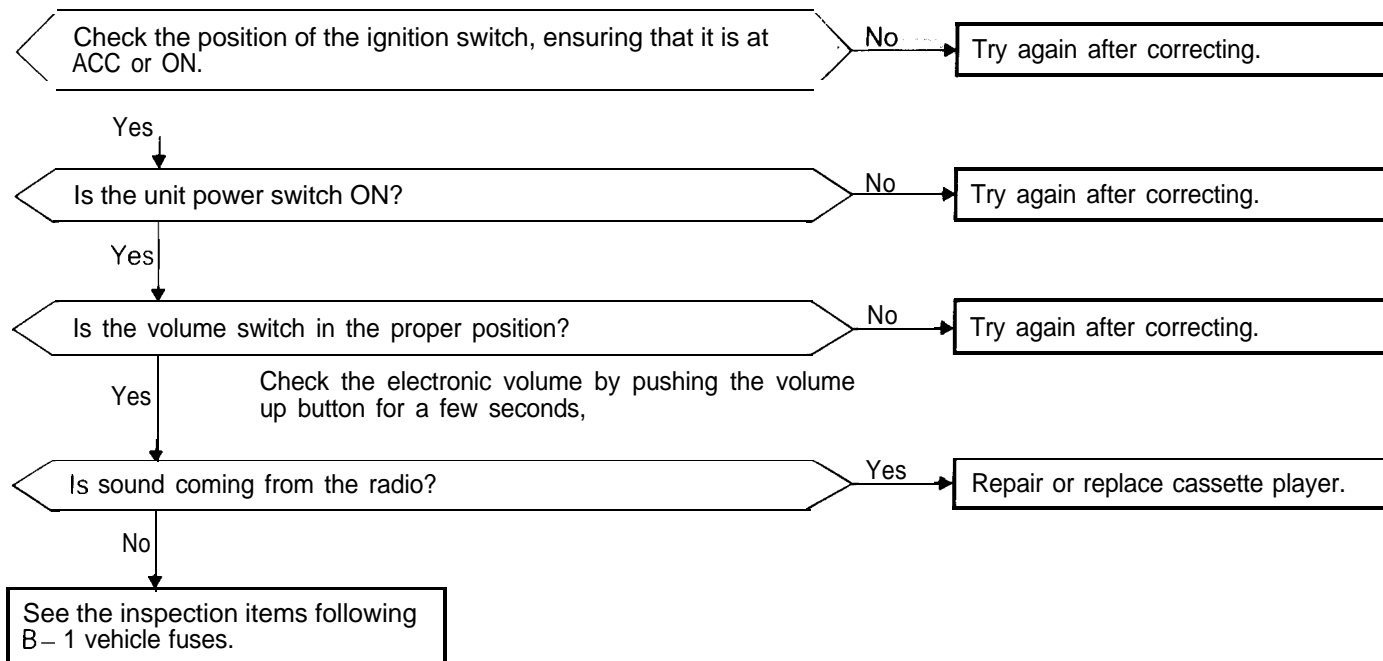 Check the position of the ignition switch, ensuring that it is at
ACC or ON.
No
Try again after correcting.
Yes
Is the unit power switch ON?
No
Try again after correcting.
Yes
Is the volume switch in the proper position?
No
Try again after correcting.
Yes
Check the electronic volume by pushing the volume
up button for a few seconds,
Is sound coming from the radio?
Yes
Repair or replace cassette player.
No
See the inspection items following
B – 1 vehicle fuses.